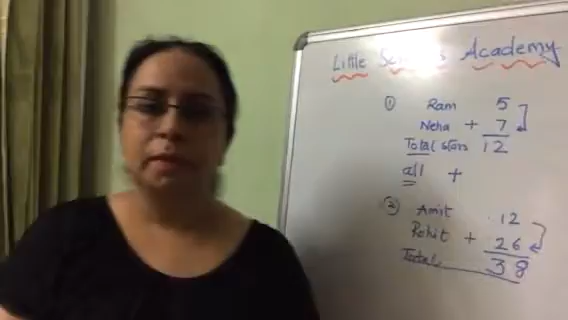 Little Academy
① Ram 5
Neha + 7
Total stars 12
all +
② Amit 12
Rohit + 26
Total 38